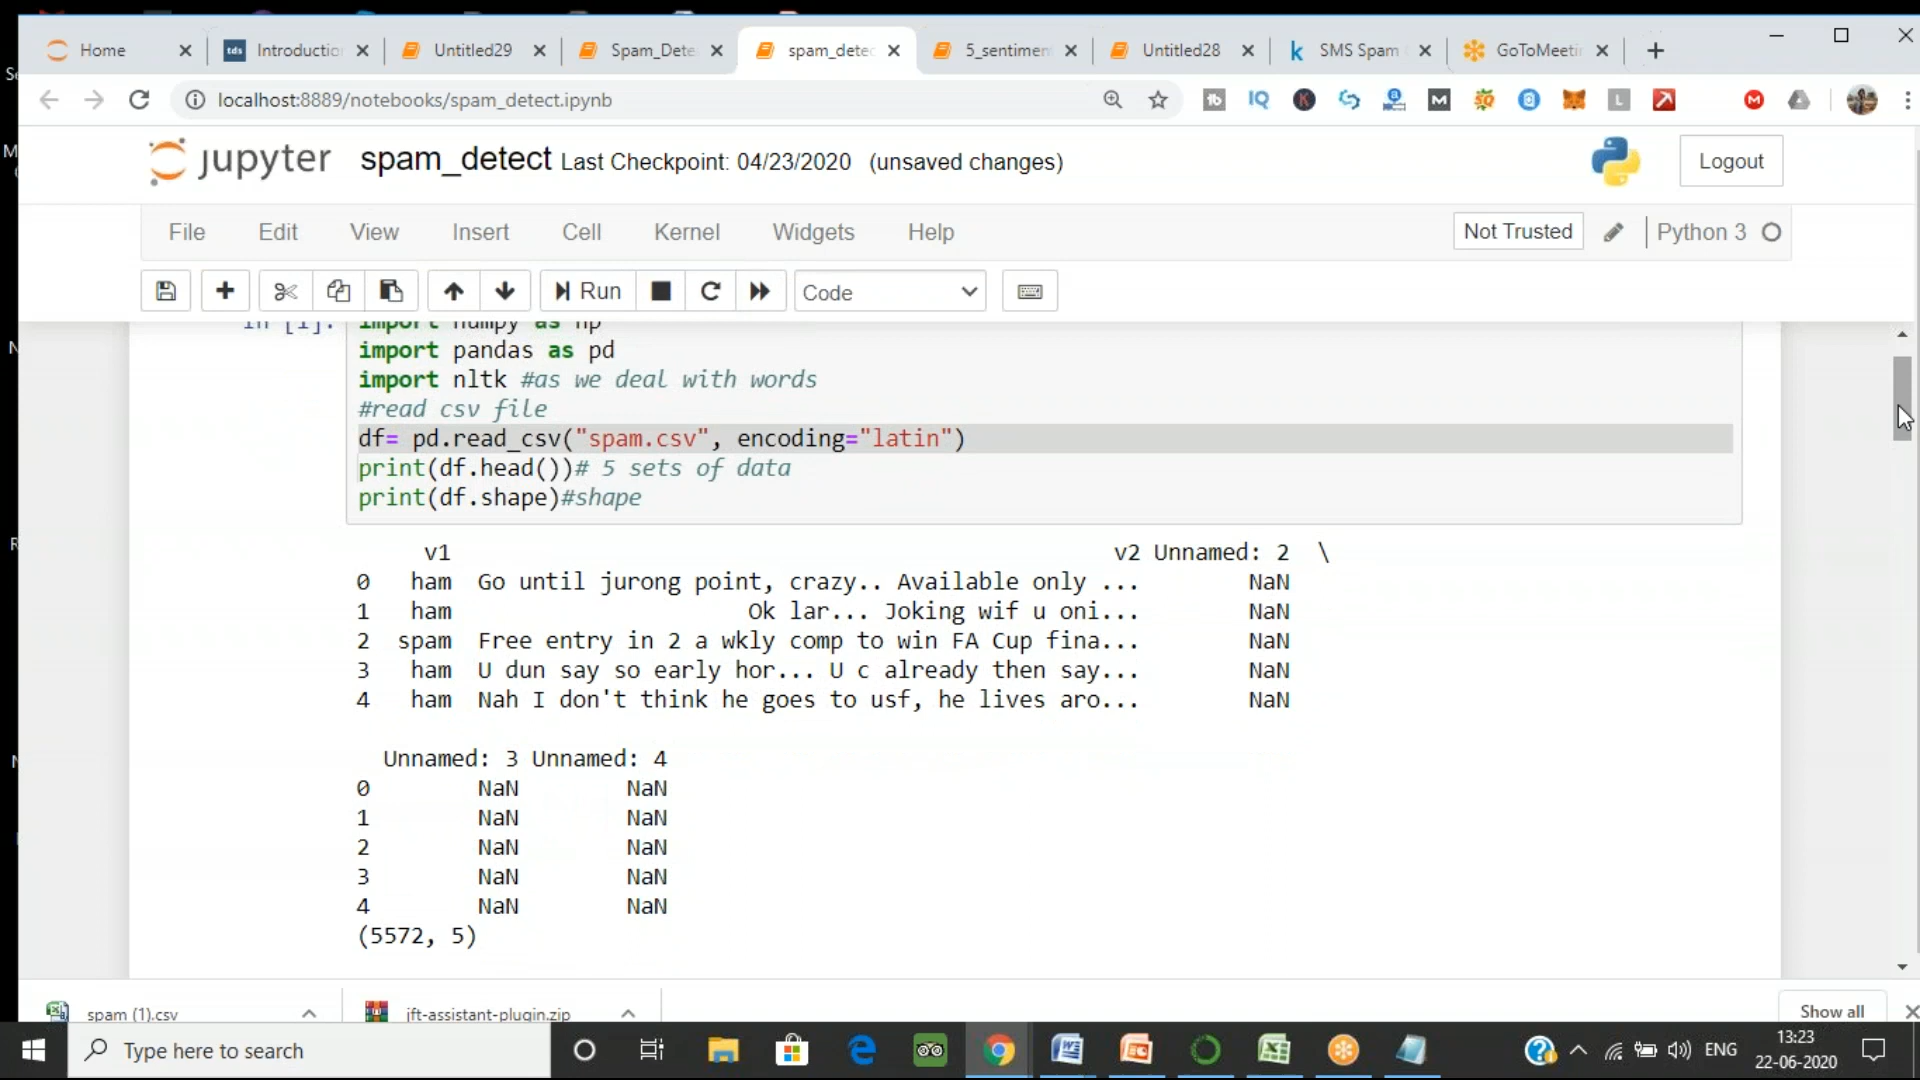 Home
Introductio
Untitled29
Spam_Dete
spam_detec
5_sentimen
Untitled28
SMS Spam
GoToMeetin
localhost:8889/notebooks/spam_detect.ipynb
jupyter spam_detect Last Checkpoint: 04/23/2020 (unsaved changes)
Logout
File Edit View Insert Cell Kernel Widgets Help
Not Trusted
Python 3
Run
Code
In [1]: import numpy as np
import pandas as pd
import nltk #as we deal with words
#read csv file
df= pd.read_csv("spam.csv", encoding="latin")
print(df.head())# 5 sets of data
print(df.shape)#shape
v1 v2 Unnamed: 2 \
0 ham Go until jurong point, crazy.. Available only ... NaN
1 ham Ok lar... Joking wif u oni... NaN
2 spam Free entry in 2 a wkly comp to win FA Cup fina... NaN
3 ham U dun say so early hor... U c already then say... NaN
4 ham Nah I don't think he goes to usf, he lives aro... NaN
Unnamed: 3 Unnamed: 4
0 NaN NaN
1 NaN NaN
2 NaN NaN
3 NaN NaN
4 NaN NaN
(5572, 5)
spam (1).csv
jft-assistant-plugin.zip
Show all
Type here to search
ENG
13:23
22-06-2020